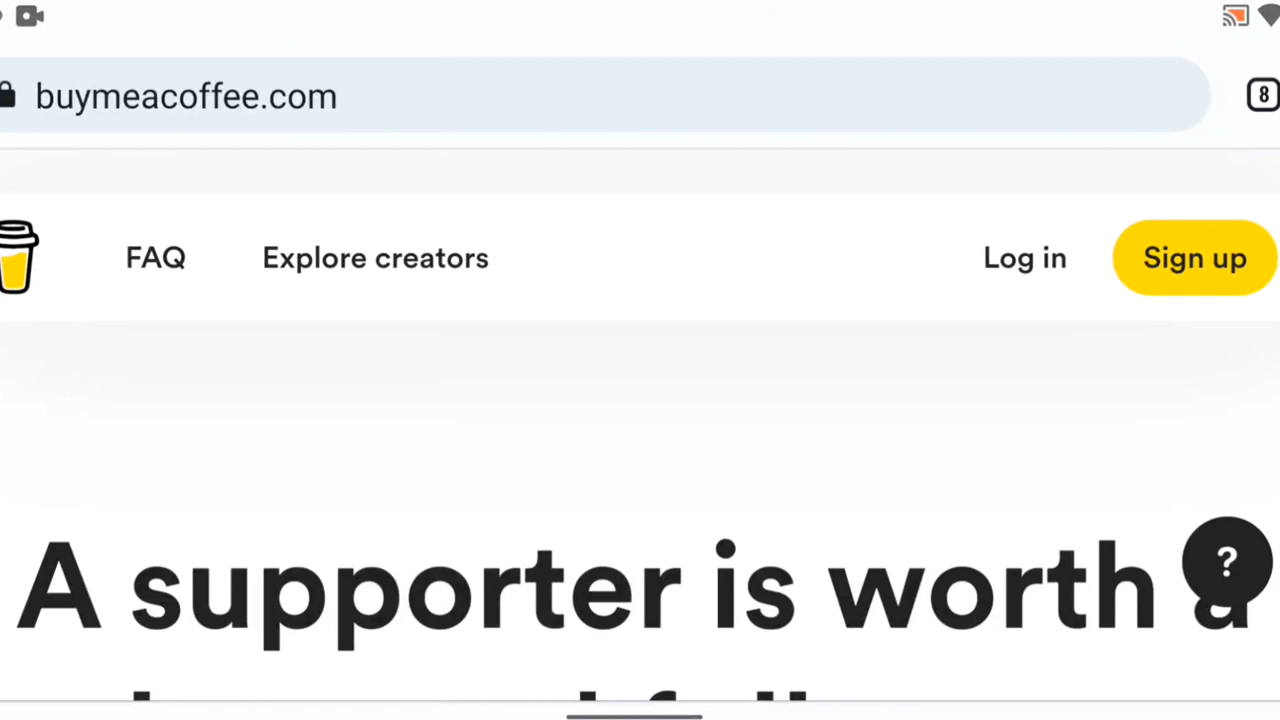 buymeacoffee.com
8
FAQ Explore creators Log in Sign up
A supporter is worth a
?